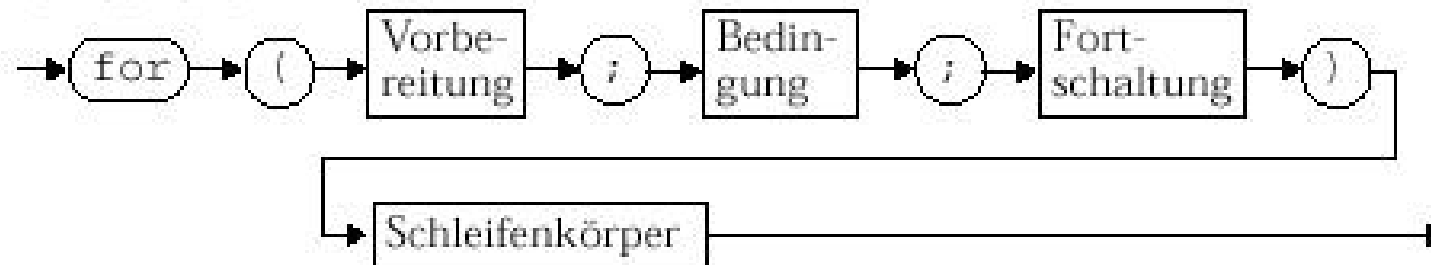 for ( Vorbe-
reitung ; Bedin-
gung ; Fort-
schaltung )
Schleifenkörper